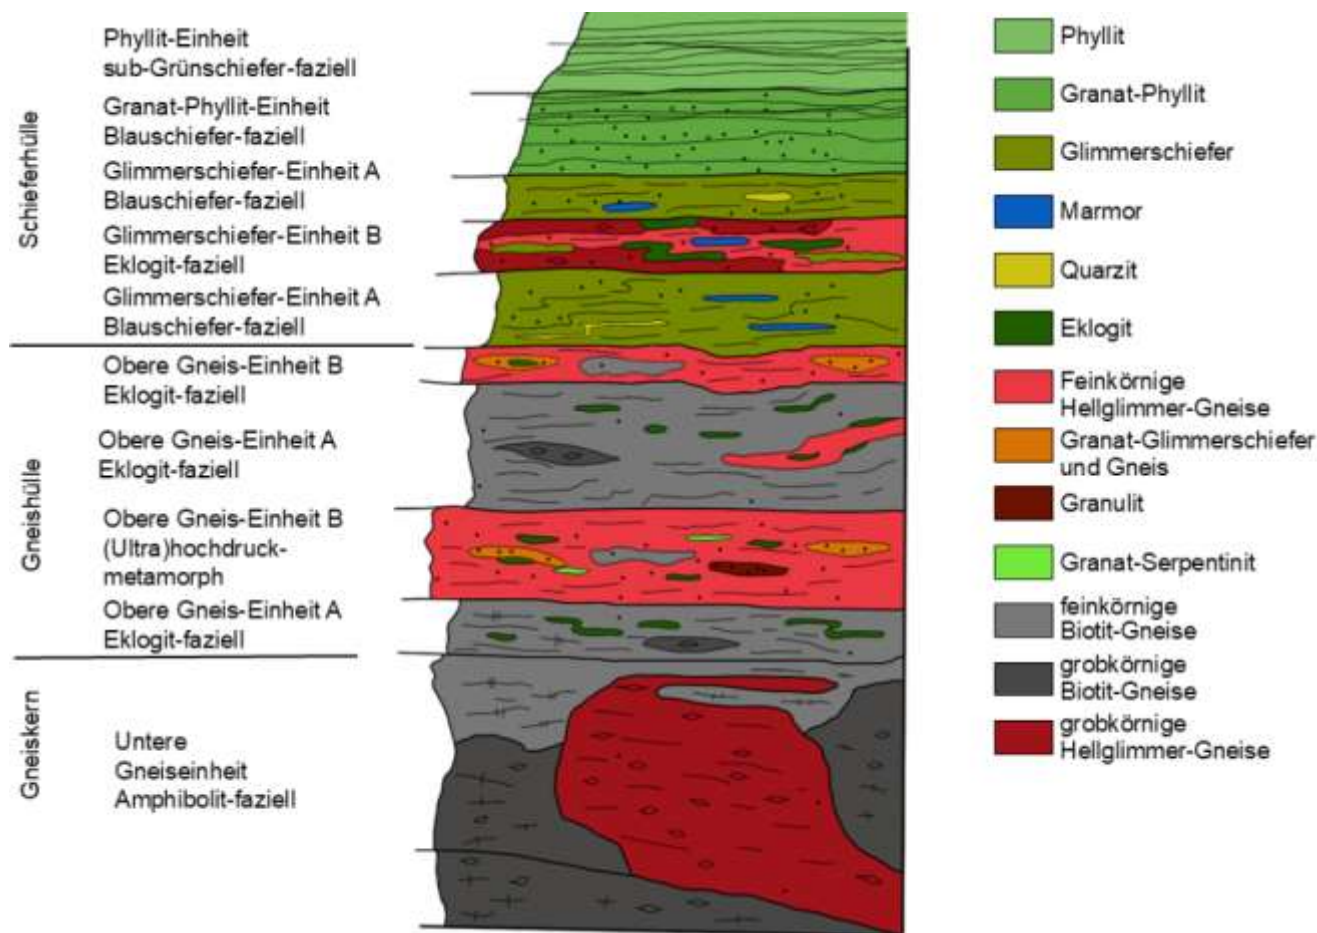 Schieferhülle
Phyllit-Einheit
sub-Grünschiefer-faziell
Granat-Phyllit-Einheit
Blauschiefer-faziell
Glimmerschiefer-Einheit A
Blauschiefer-faziell
Glimmerschiefer-Einheit B
Eklogit-faziell
Glimmerschiefer-Einheit A
Blauschiefer-faziell
Gneishülle
Obere Gneis-Einheit B
Eklogit-faziell
Obere Gneis-Einheit A
Eklogit-faziell
Obere Gneis-Einheit B
(Ultra)hochdruck-
metamorph
Obere Gneis-Einheit A
Eklogit-faziell
Gneiskern
Untere
Gneiseinheit
Amphibolit-faziell
Phyllit
Granat-Phyllit
Glimmerschiefer
Marmor
Quarzit
Eklogit
Feinkörnige
Hellglimmer-Gneise
Granat-Glimmerschiefer
und Gneis
Granulit
Granat-Serpentinit
feinkörnige
Biotit-Gneise
grobkörnige
Biotit-Gneise
grobkörnige
Hellglimmer-Gneise